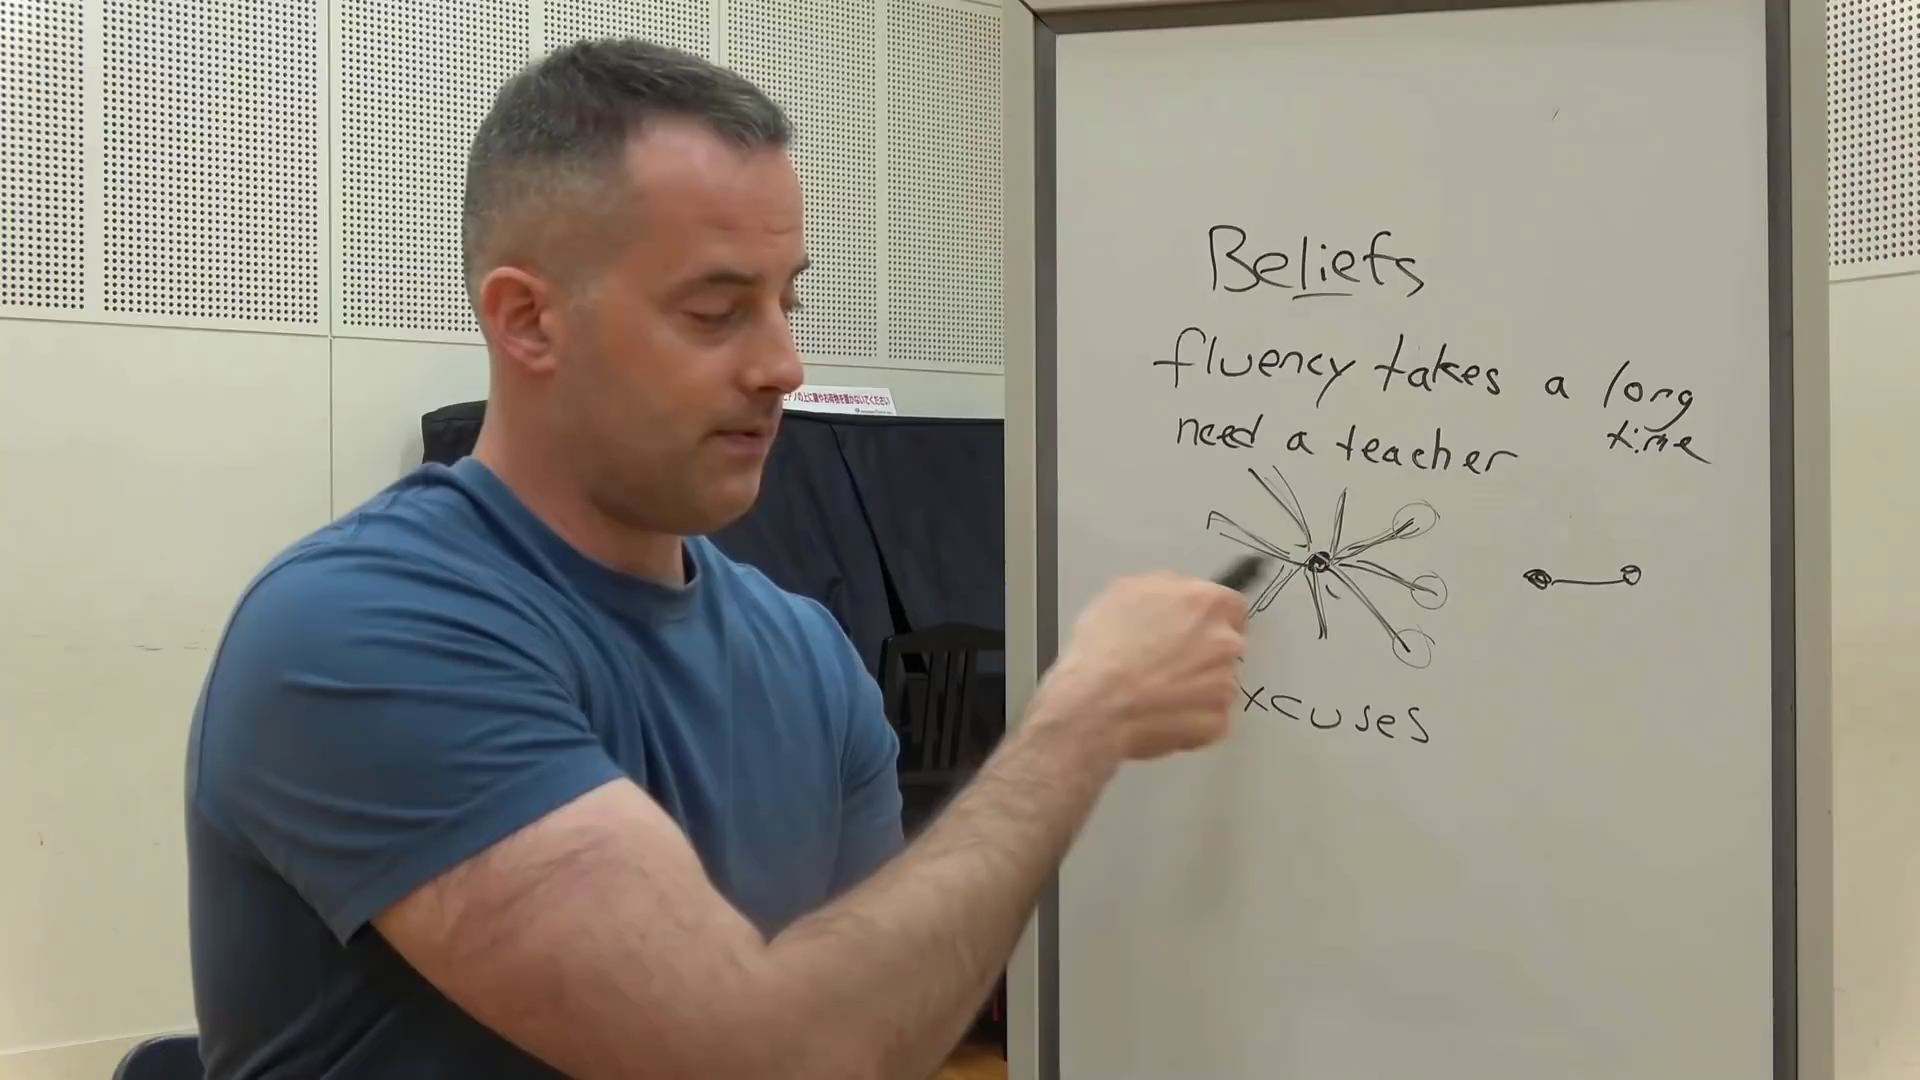 Beliefs
fluency takes a long
time
need a teacher
xcuses